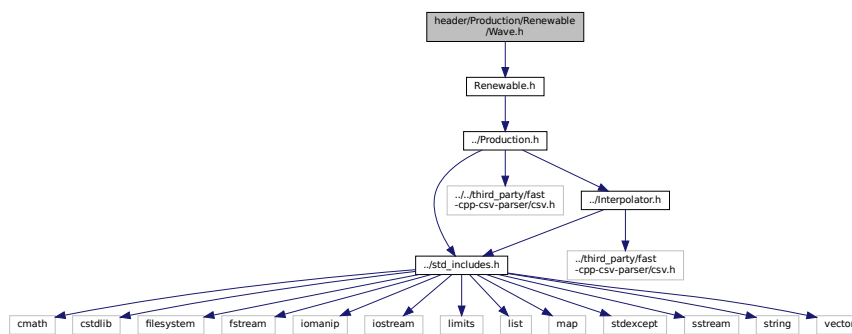 header/Production/Renewable
/Wave.h
Renewable.h
../Production.h
../../third_party/fast
-cpp-csv-parser/csv.h
../Interpolator.h
../third_party/fast
-cpp-csv-parser/csv.h
../std_includes.h
cmath
cstdlib
filesystem
fstream
iomanip
iostream
limits
list
map
stdexcept
sstream
string
vector